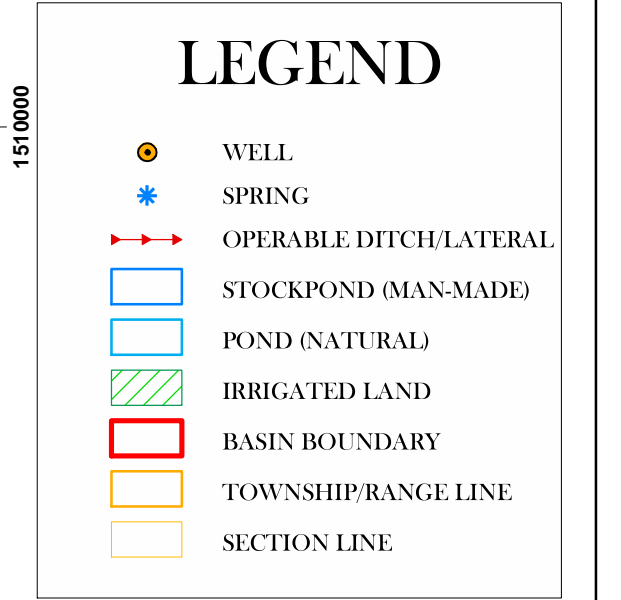 LEGEND
1510000
WELL
SPRING
OPERABLE DITCH/LATERAL
STOCKPOND (MAN-MADE)
POND (NATURAL)
IRRIGATED LAND
BASIN BOUNDARY
TOWNSHIP/RANGE LINE
SECTION LINE